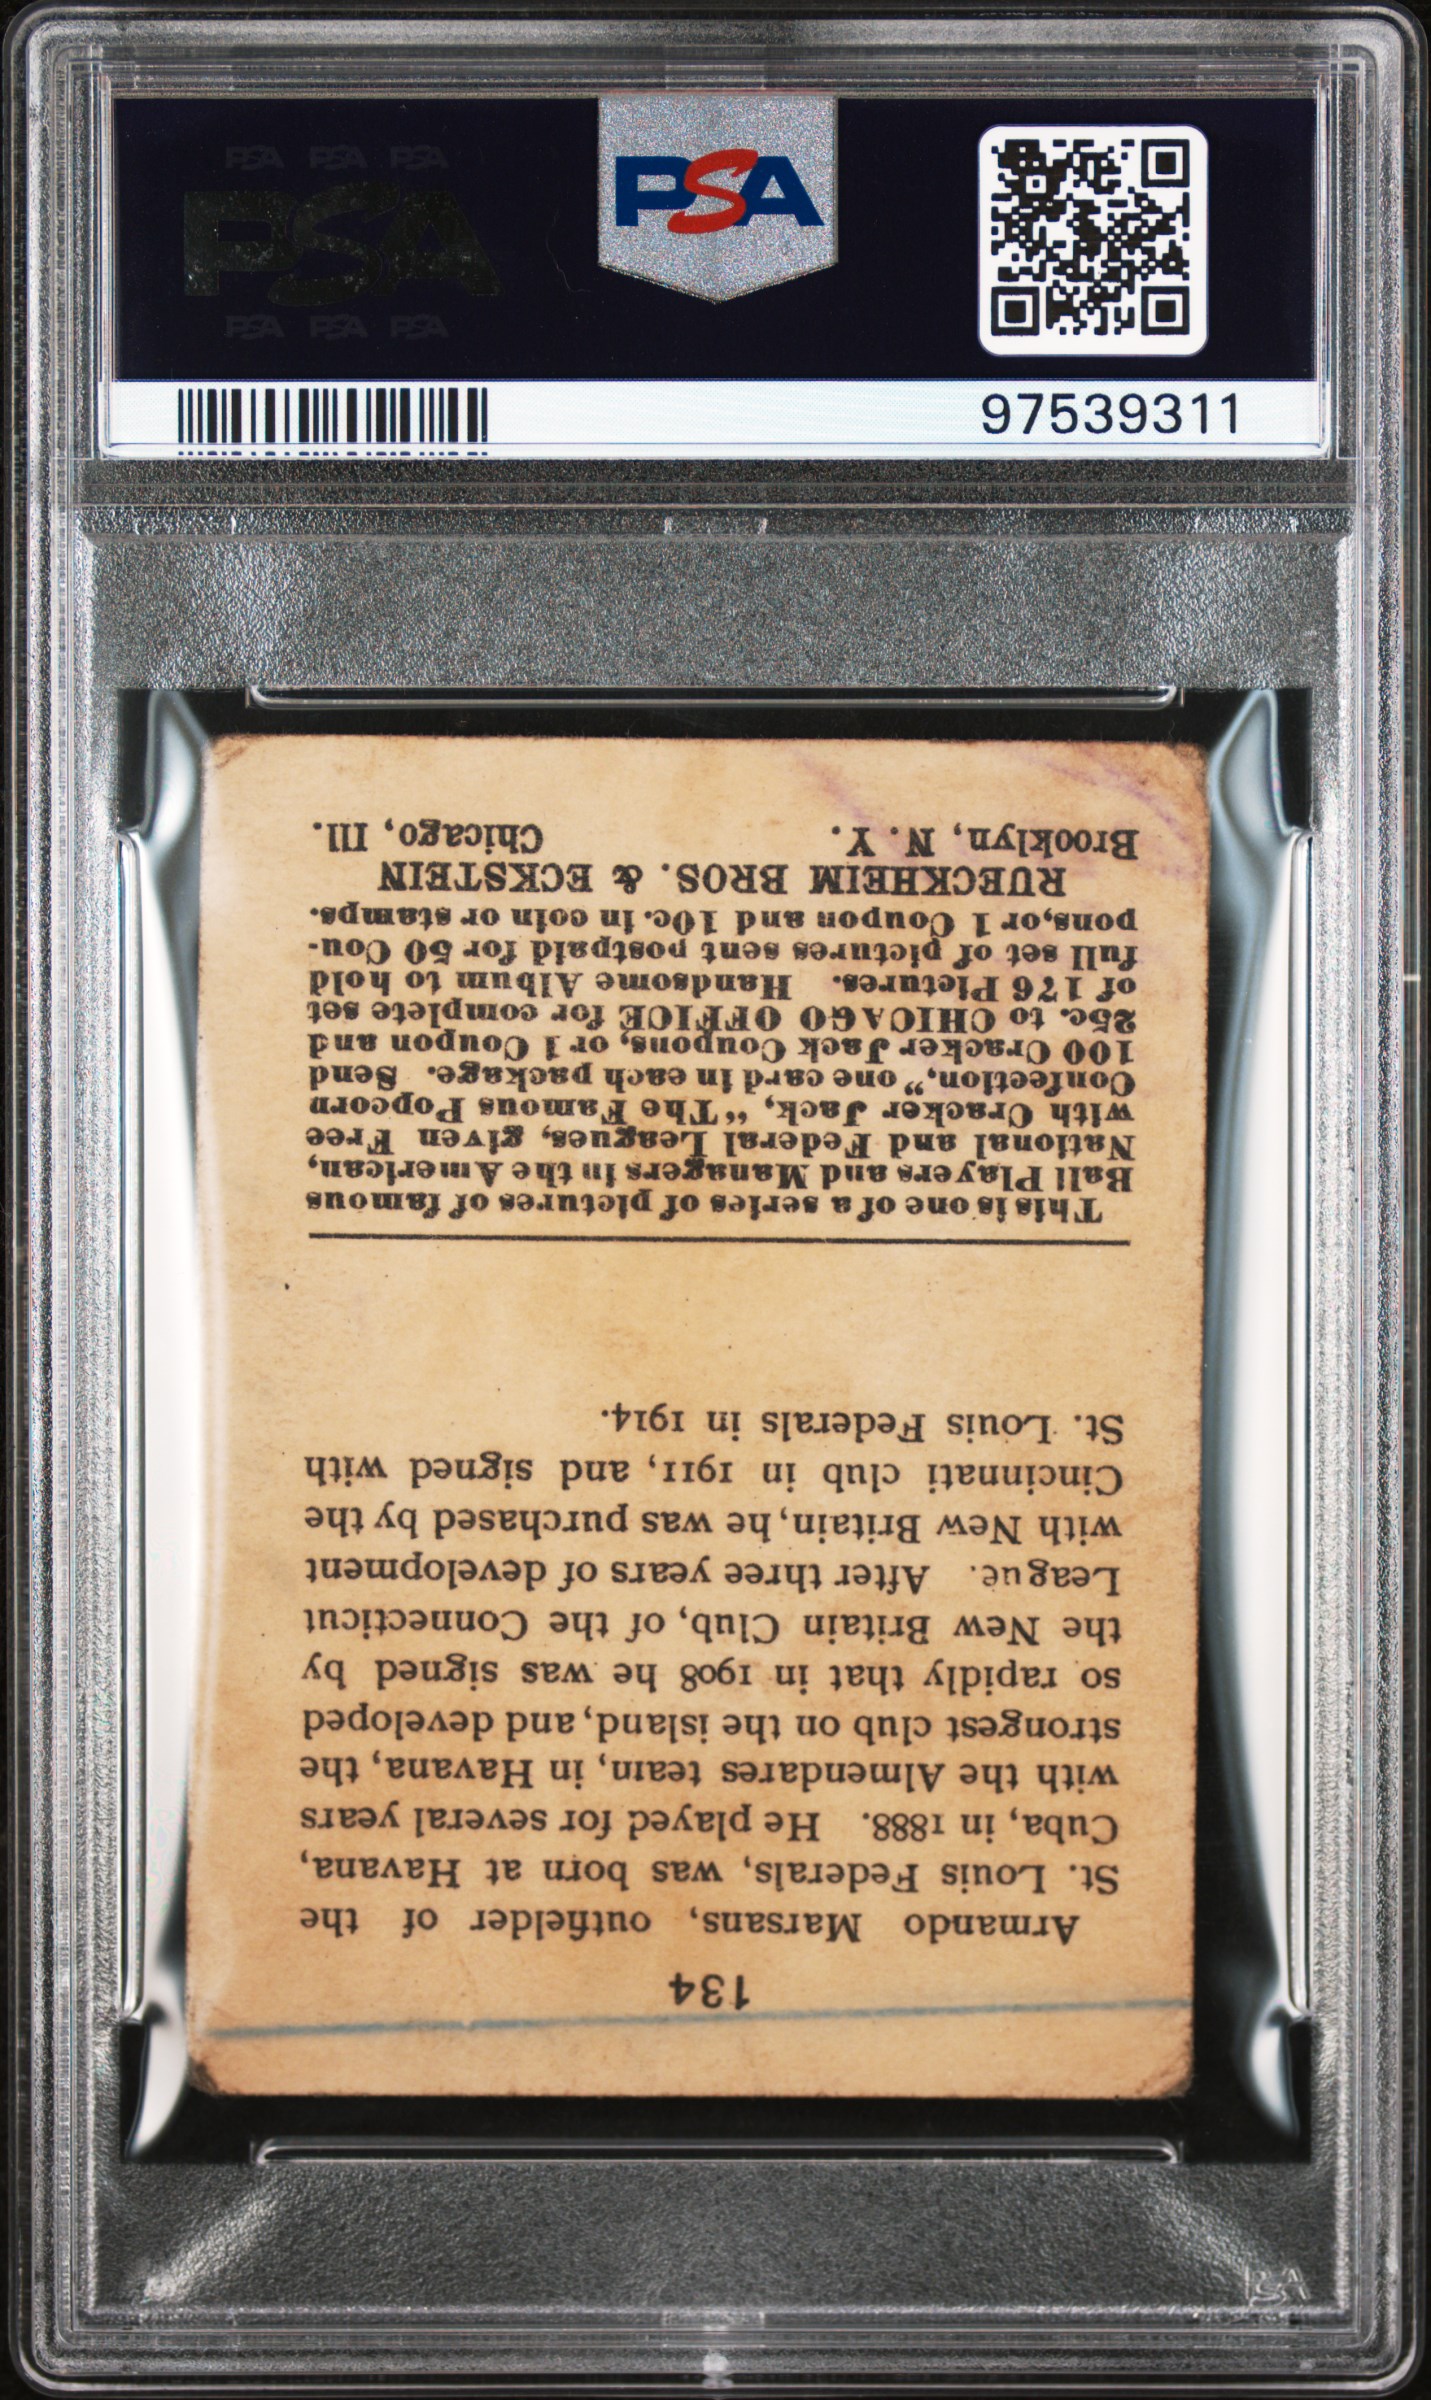 PSA PSA PSA
PSA
PSA PSA PSA
PSA
97539311
134
Armando Marsans, outfielder of the
St. Louis Federals, was born at Havana,
Cuba, in 1888. He played for several years
with the Almendares team, in Havana, the
strongest club on the island, and developed
so rapidly that in 1908 he was signed by
the New Britain Club, of the Connecticut
League. After three years of development
with New Britain, he was purchased by the
Cincinnati club in 1911, and signed with
St. Louis Federals in 1914.
This is one of a series of pictures of famous
Ball Players and Managers in the American,
National and Federal Leagues, given Free
with Cracker Jack, “The Famous Popcorn
Confection,” one card in each package. Send
100 Cracker Jack Coupons, or 1 Coupon and
25c. to CHICAGO OFFICE for complete set
of 176 Pictures. Handsome Album to hold
full set of pictures sent postpaid for 50 Cou-
pons, or 1 Coupon and 10c. in coin or stamps.
RUECKHEIM BROS. & ECKSTEIN
Brooklyn, N. Y. Chicago, Ill.
PSA